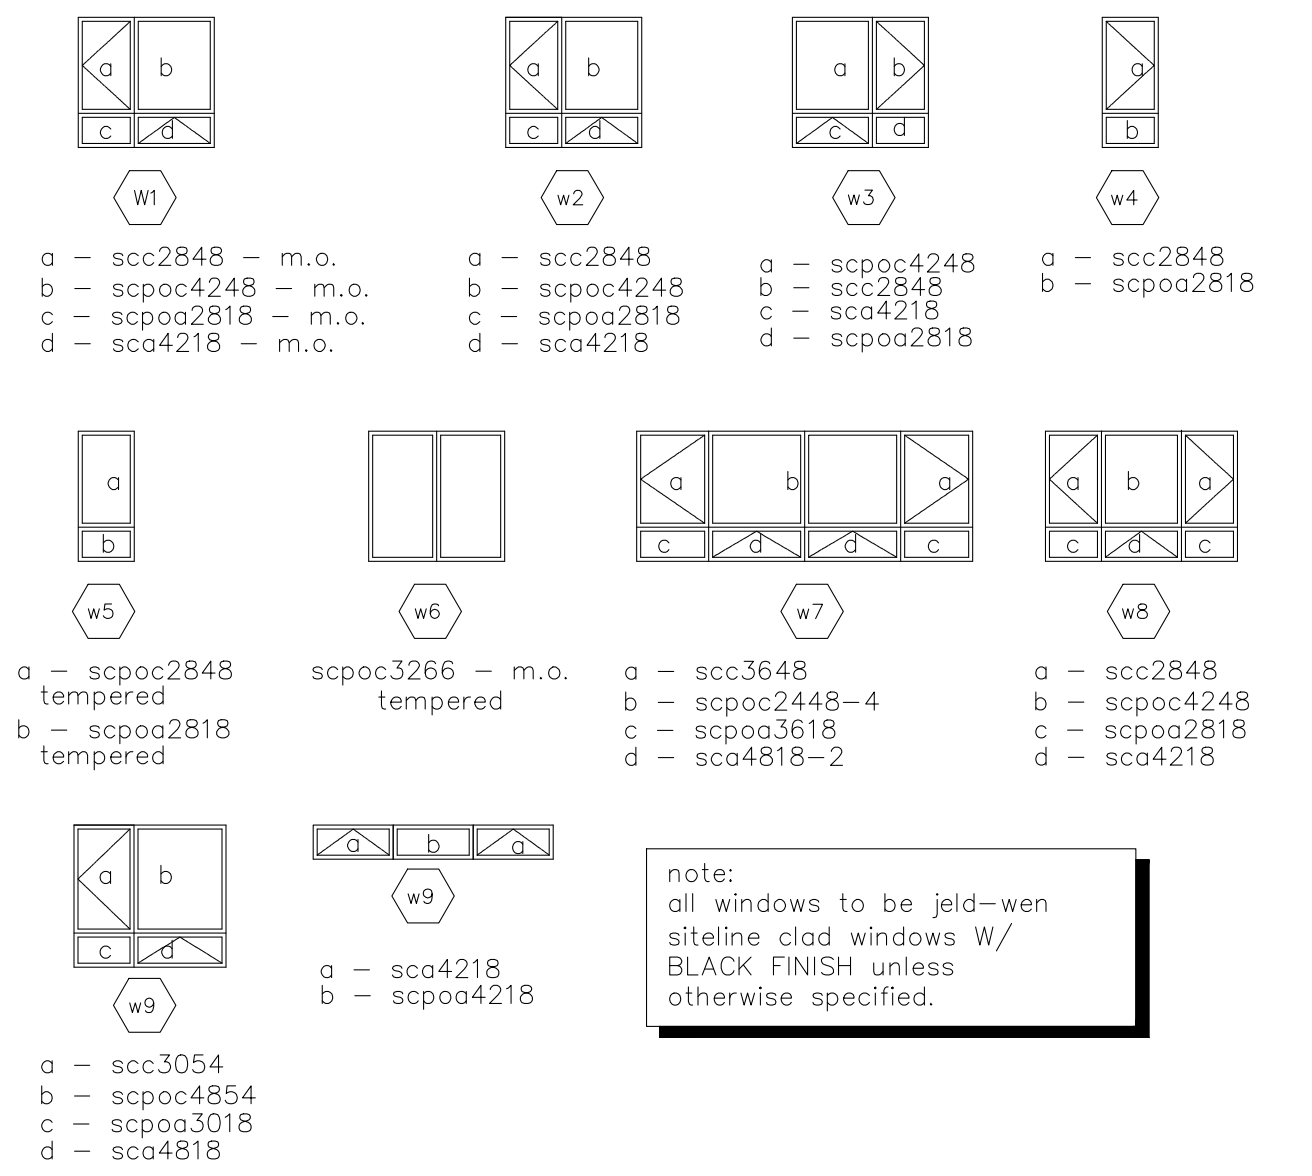 a b
c d
W1
a - scc2848 - m.o.
b - scpoc4248 - m.o.
c - scpoa2818 - m.o.
d - sca4218 - m.o.
a b
c d
w2
a - scc2848
b - scpoc4248
c - scpoa2818
d - sca4218
a b
c d
w3
a - scpoc4248
b - scc2848
c - sca4218
d - scpoa2818
a
b
w4
a - scc2848
b - scpoa2818
a
b
w5
a - scpoc2848
tempered
b - scpoa2818
tempered
w6
scpoc3266 - m.o.
tempered
a b a
c d d c
w7
a - scc3648
b - scpoc2448-4
c - scpoa3618
d - sca4818-2
a b a
c d c
w8
a - scc2848
b - scpoc4248
c - scpoa2818
d - sca4218
a b
c d
w9
a - scc3054
b - scpoc4854
c - scpoa3018
d - sca4818
a b a
w9
a - sca4218
b - scpoa4218
note:
all windows to be jeld-wen
siteline clad windows W/
BLACK FINISH unless
otherwise specified.